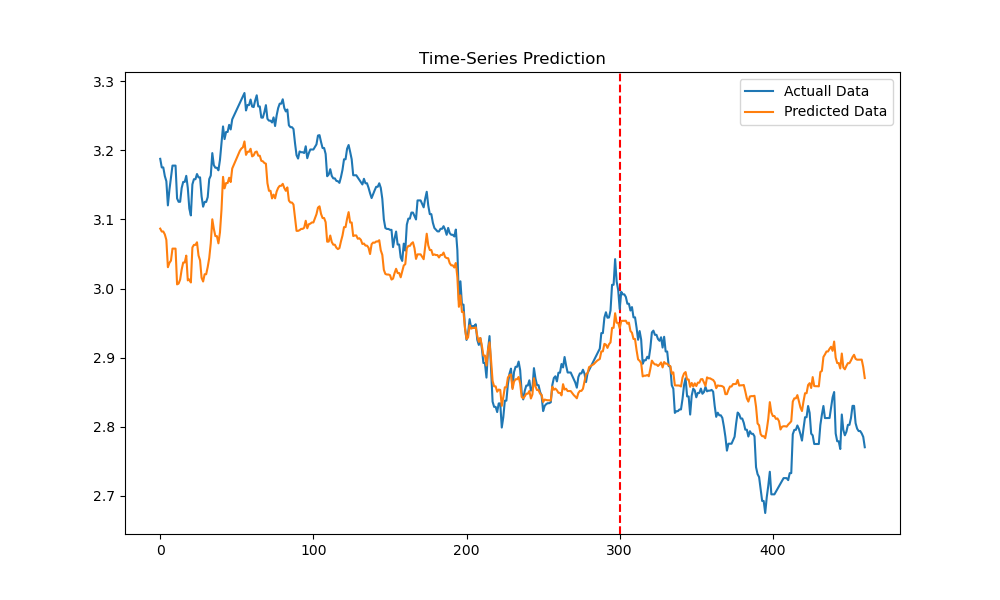 Time-Series Prediction
Actuall Data
Predicted Data
3.3
3.2
3.1
3.0
2.9
2.8
2.7
0 100 200 300 400